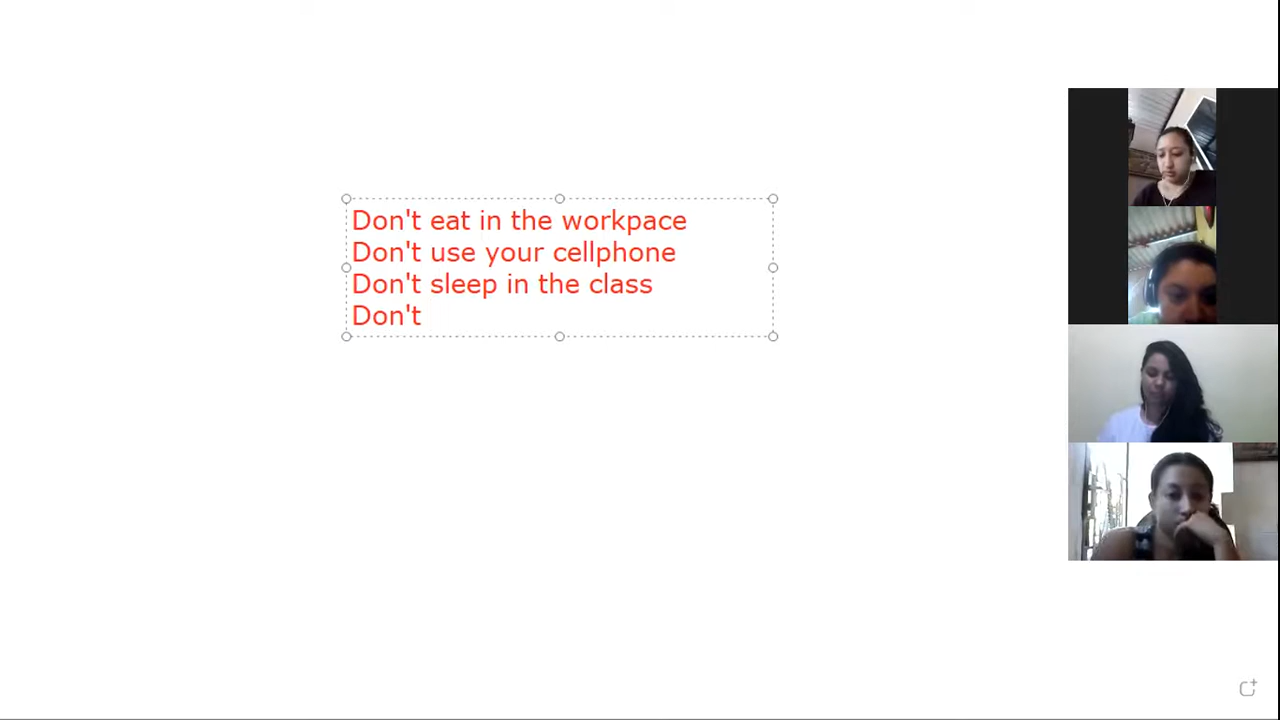 Don't eat in the workpace
Don't use your cellphone
Don't sleep in the class
Don't